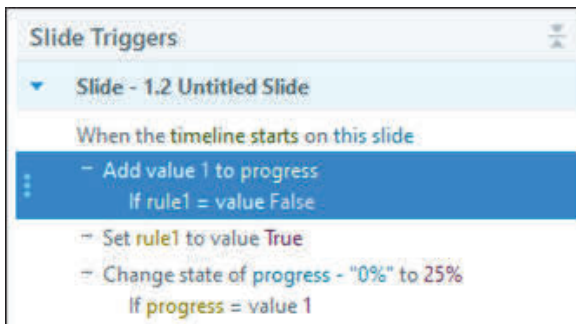 Slide Triggers
Slide - 1.2 Untitled Slide
When the timeline starts on this slide
– Add value 1 to progress
If rule1 = value False
– Set rule1 to value True
– Change state of progress - "0%" to 25%
If progress = value 1